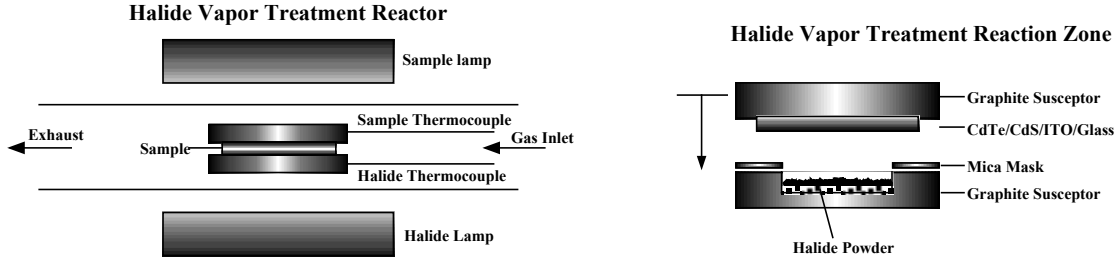 Halide Vapor Treatment Reactor
Sample lamp
Sample Thermocouple
Exhaust
Gas Inlet
Sample
Halide Thermocouple
Halide Lamp
Halide Vapor Treatment Reaction Zone
Graphite Susceptor
CdTe/CdS/ITO/Glass
Mica Mask
Graphite Susceptor
Halide Powder